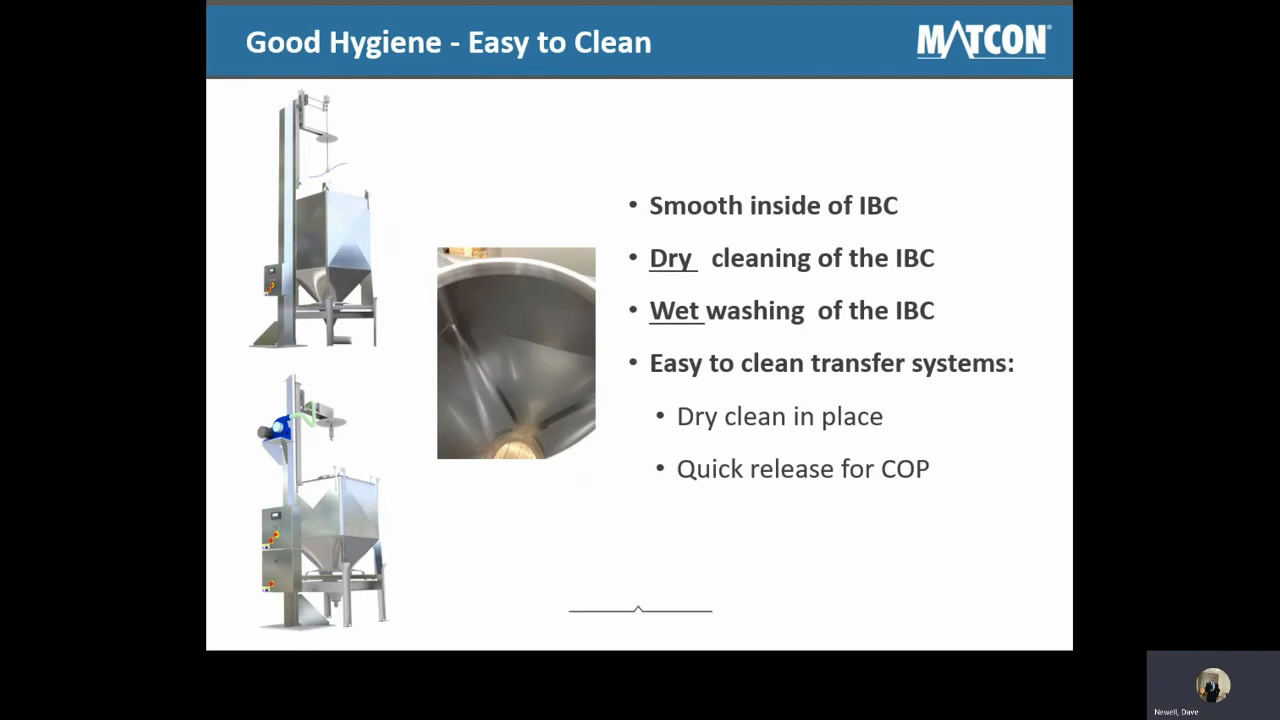 Good Hygiene - Easy to Clean
MATCON®
• Smooth inside of IBC
• Dry cleaning of the IBC
• Wet washing of the IBC
• Easy to clean transfer systems:
• Dry clean in place
• Quick release for COP
Newell, Dave